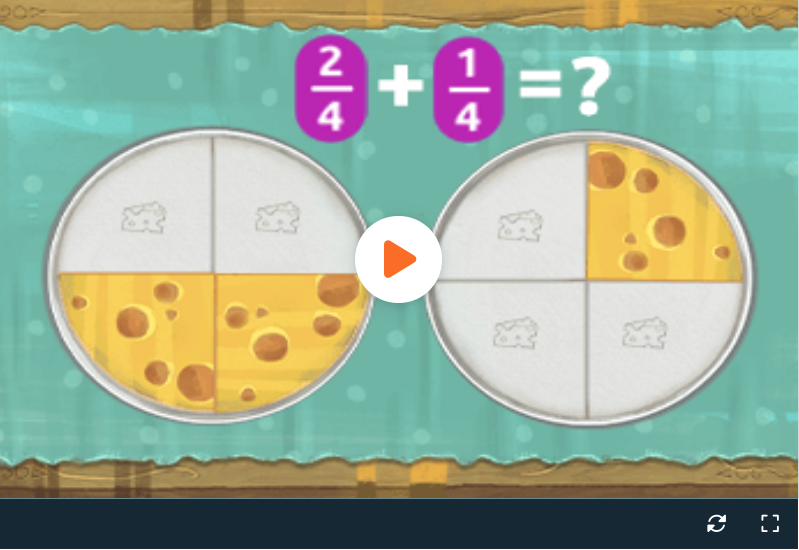 2/4 + 1/4 = ?